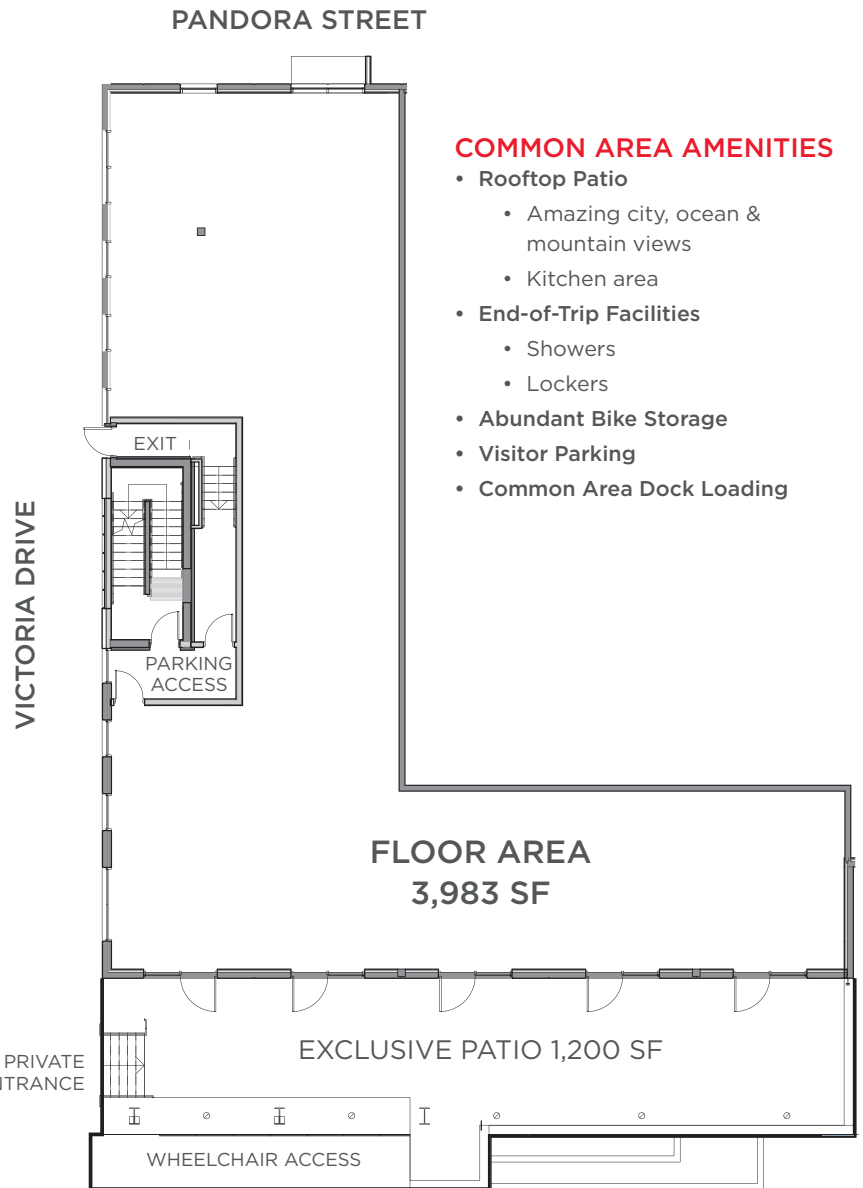 PANDORA STREET
COMMON AREA AMENITIES
• Rooftop Patio
• Amazing city, ocean &
mountain views
• Kitchen area
• End-of-Trip Facilities
• Showers
• Lockers
• Abundant Bike Storage
• Visitor Parking
• Common Area Dock Loading
EXIT
VICTORIA DRIVE
PARKING
ACCESS
FLOOR AREA
3,983 SF
EXCLUSIVE PATIO 1,200 SF
PRIVATE
NTRANCE
WHEELCHAIR ACCESS